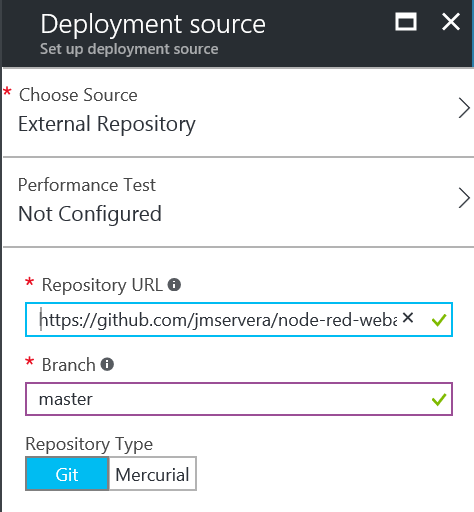 Deployment source
Set up deployment source
* Choose Source
External Repository
Performance Test
Not Configured
* Repository URL
https://github.com/jmservera/node-red-weba
* Branch
master
Repository Type
Git Mercurial